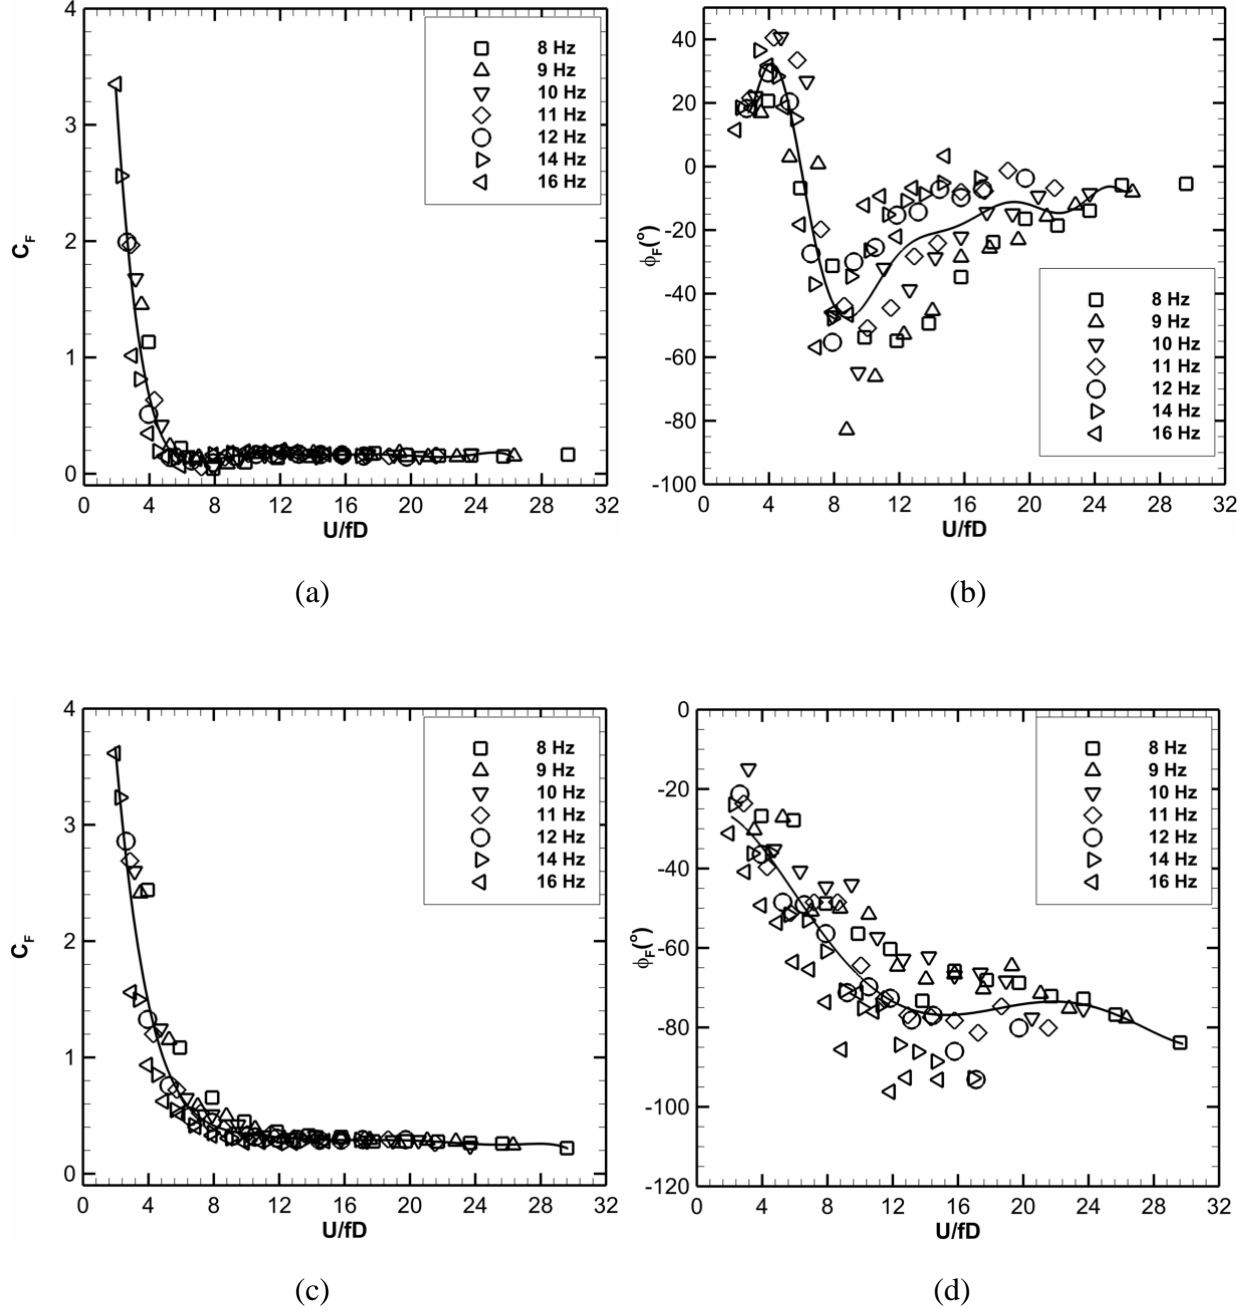 4
3
2
1
0
C_F
0 4 8 12 16 20 24 28 32
U/fD
8 Hz
9 Hz
10 Hz
11 Hz
12 Hz
14 Hz
16 Hz
(a)
40
20
0
-20
-40
-60
-80
-100
ϕ_F(°)
0 4 8 12 16 20 24 28 32
U/fD
8 Hz
9 Hz
10 Hz
11 Hz
12 Hz
14 Hz
16 Hz
(b)
4
3
2
1
0
C_F
0 4 8 12 16 20 24 28 32
U/fD
8 Hz
9 Hz
10 Hz
11 Hz
12 Hz
14 Hz
16 Hz
(c)
0
-20
-40
-60
-80
-100
-120
ϕ_F(°)
0 4 8 12 16 20 24 28 32
U/fD
8 Hz
9 Hz
10 Hz
11 Hz
12 Hz
14 Hz
16 Hz
(d)